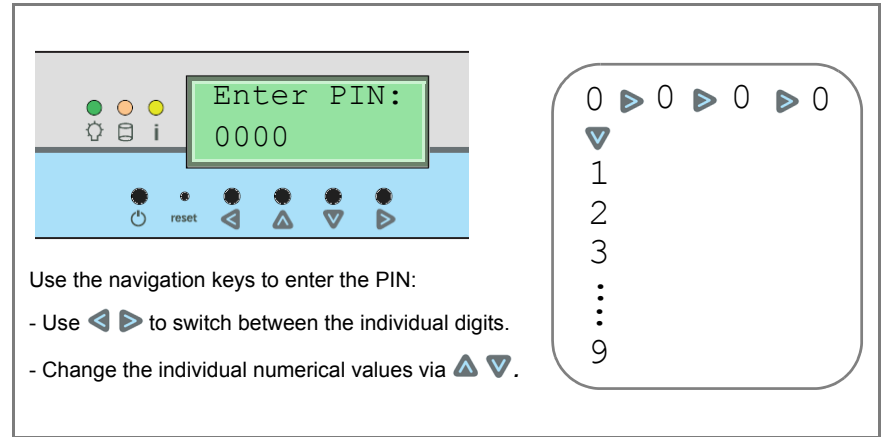 Enter PIN:
0000
i
reset
0 0 0 0
1
2
3
⋮
9
Use the navigation keys to enter the PIN:
- Use to switch between the individual digits.
- Change the individual numerical values via .